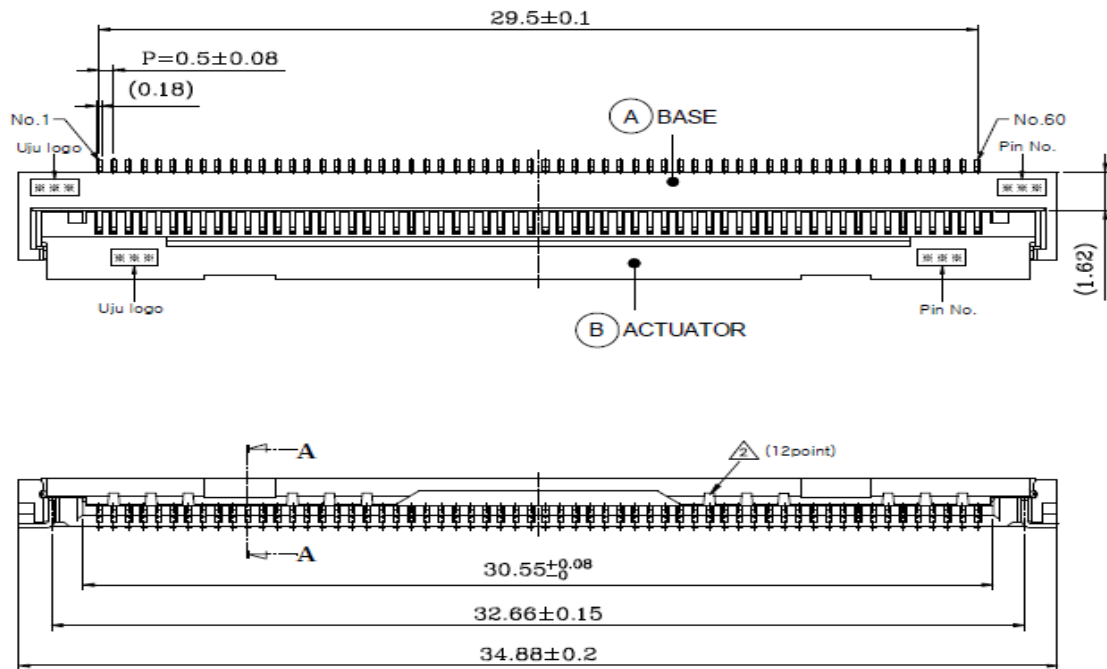 29.5±0.1
P=0.5±0.08
(0.18)
A BASE
No.1
No.60
Uju logo
Pin No.
※※※
※※※
(1.62)
※※※
※※※
Uju logo
Pin No.
B ACTUATOR
A
2 (12point)
A
30.55+0.08 -0
32.66±0.15
34.88±0.2